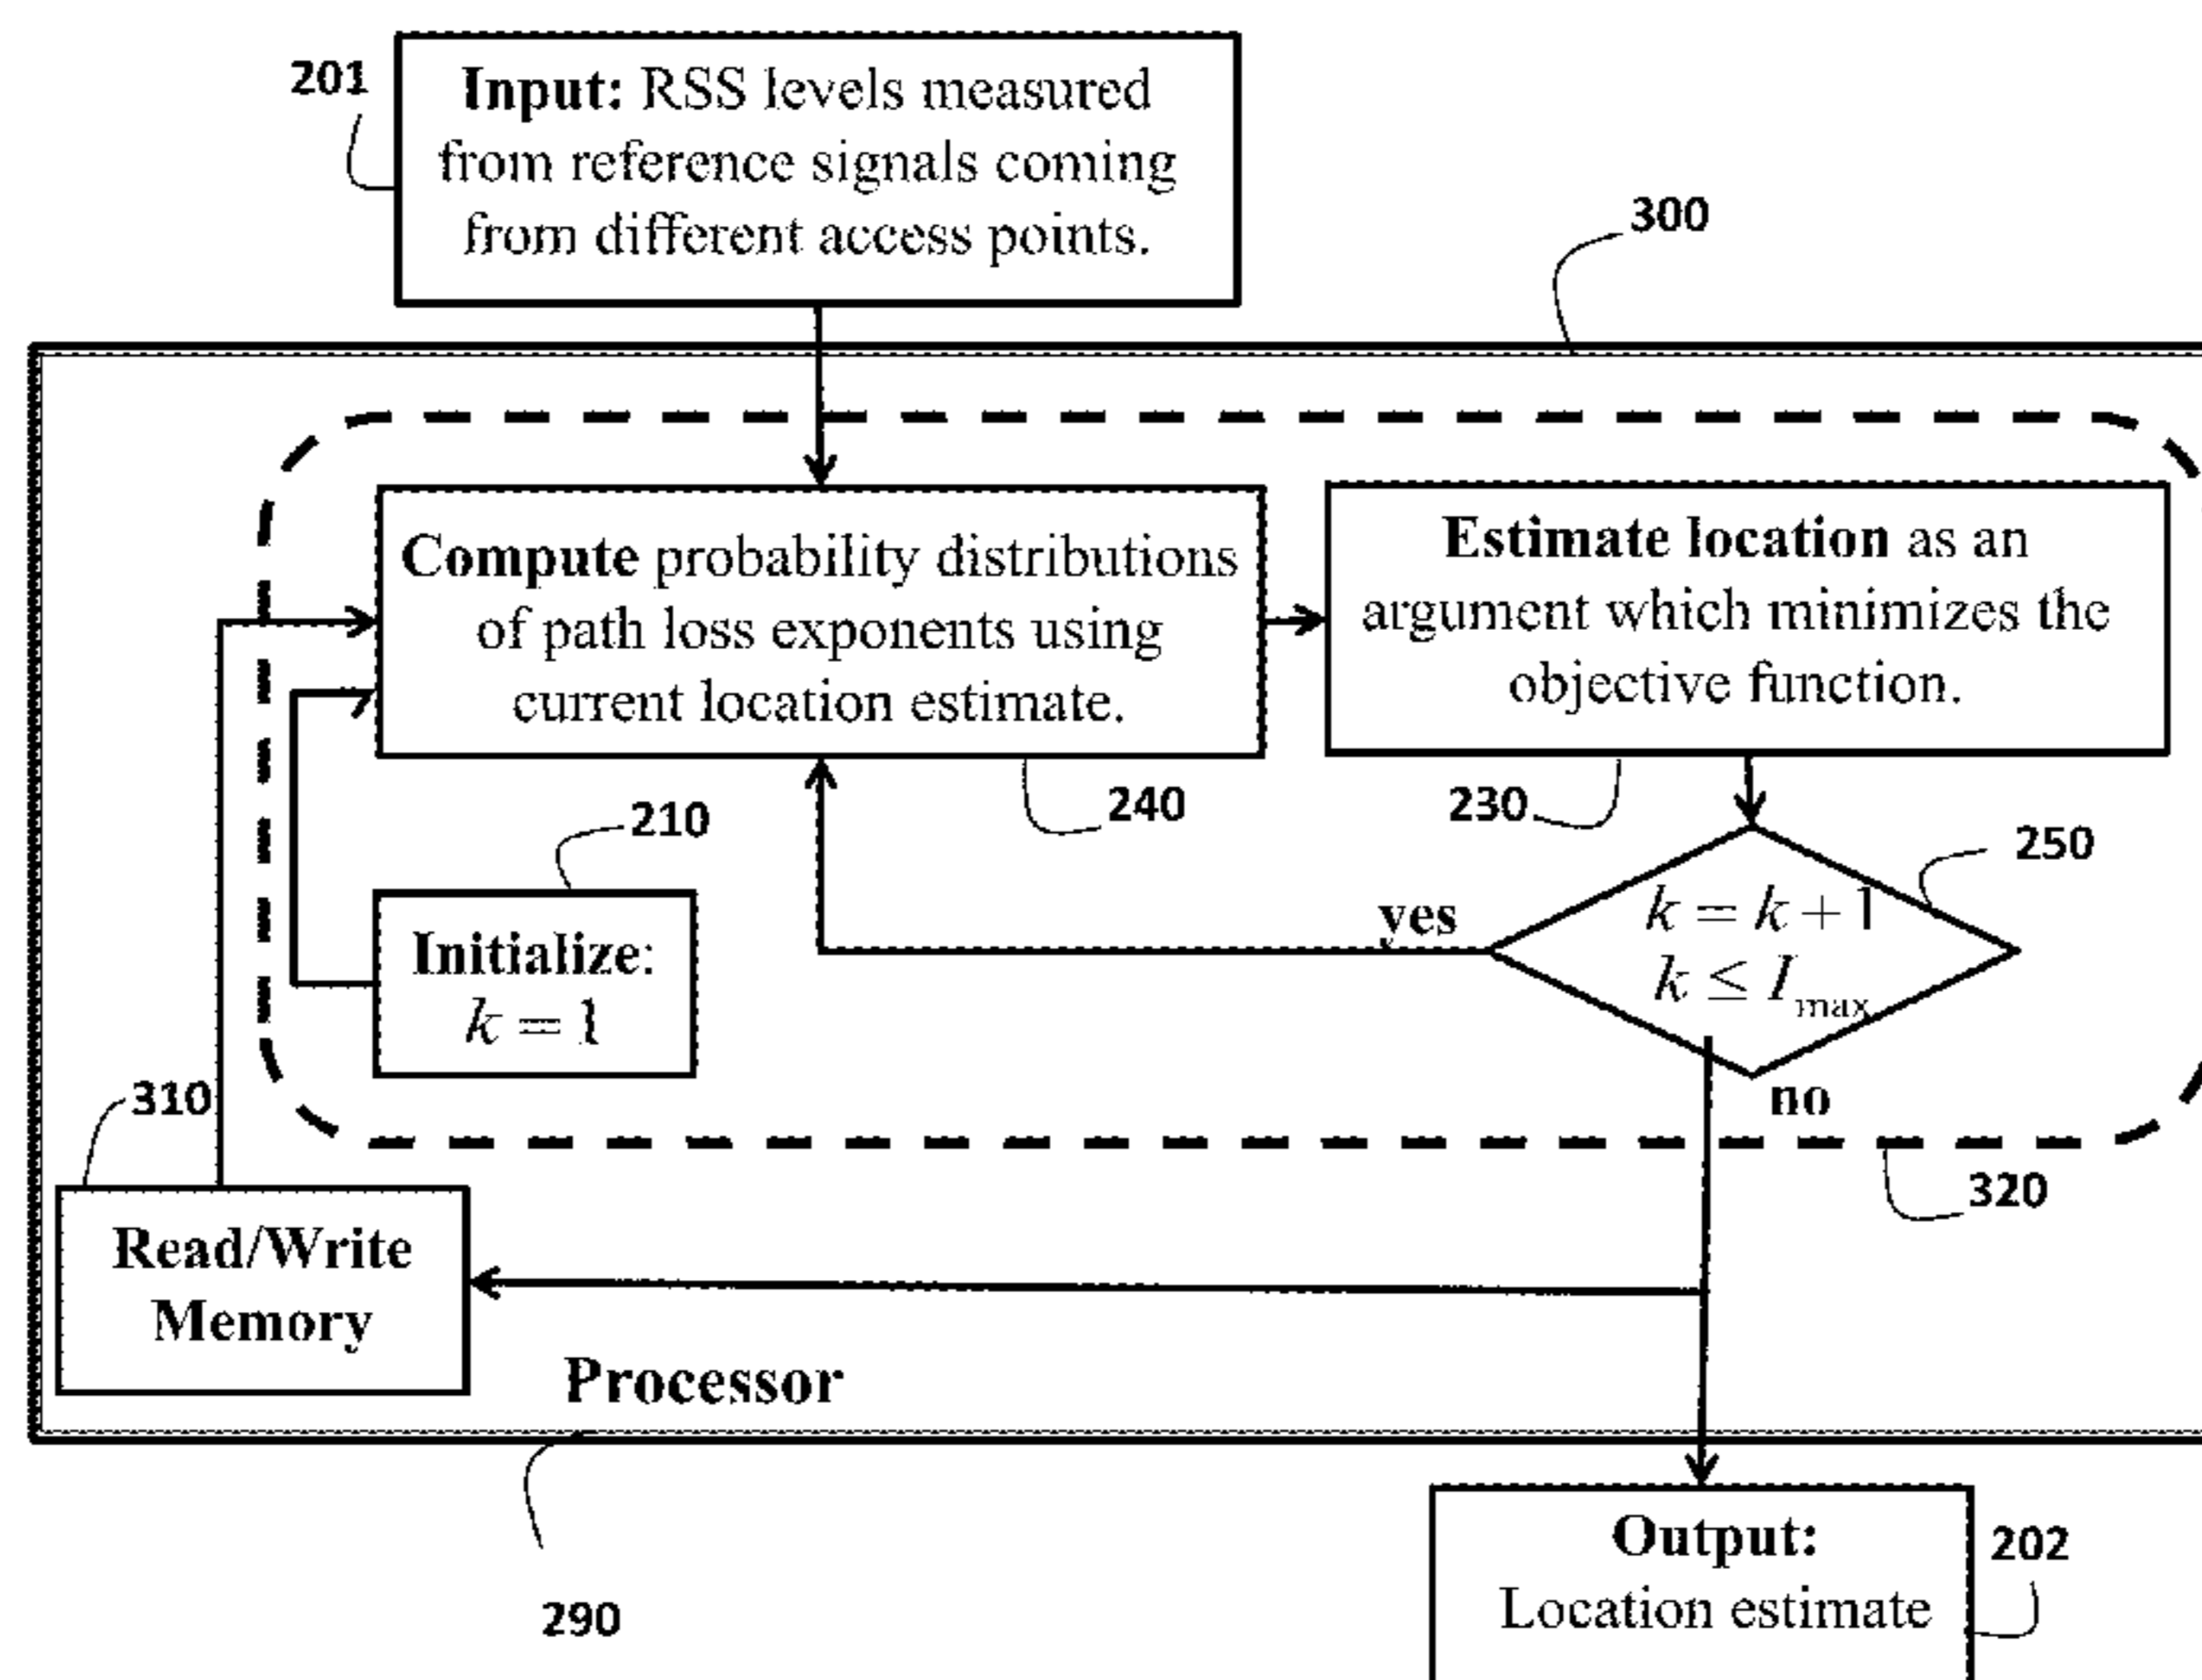 201
Input: RSS levels measured
from reference signals coming
from different access points.
300
Compute probability distributions
of path loss exponents using
current location estimate.
Estimate location as an
argument which minimizes the
objective function.
240
230
210
250
Initialize:
k = 1
yes
k = k + 1
k ≤ I max
no
310
320
Read/Write
Memory
Processor
290
Output:
Location estimate
202